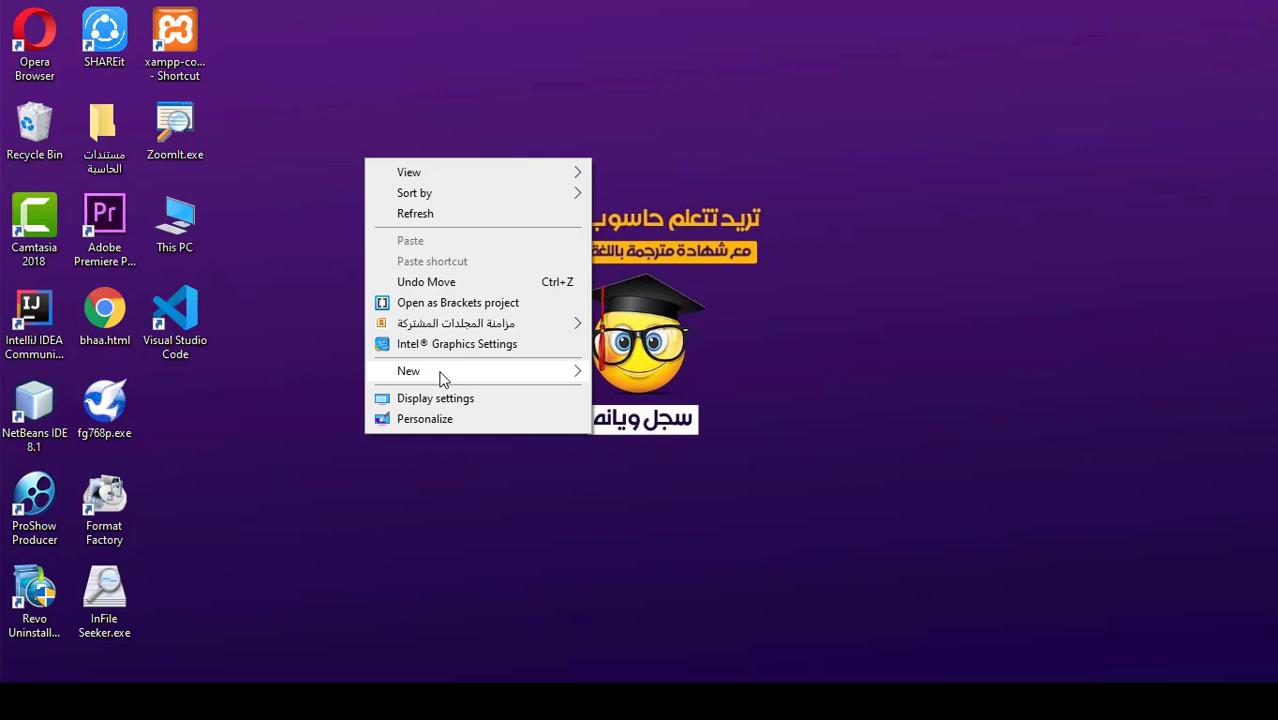 Opera
Browser
SHAREit
xampp-co...
- Shortcut
Recycle Bin
مستندات
الحاسبة
ZoomIt.exe
Camtasia
2018
Adobe
Premiere P...
This PC
IntelliJ IDEA
Communi...
bhaa.html
Visual Studio
Code
NetBeans IDE
8.1
fg768p.exe
ProShow
Producer
Format
Factory
Revo
Uninstall...
InFile
Seeker.exe
View
Sort by
Refresh
Paste
Paste shortcut
Undo Move Ctrl+Z
Open as Brackets project
مزامنة المجلدات المشتركة
Intel® Graphics Settings
New
Display settings
Personalize
تريد تتعلم حاسوب
مع شهادة مترجمة باللغة
سجل ويانه